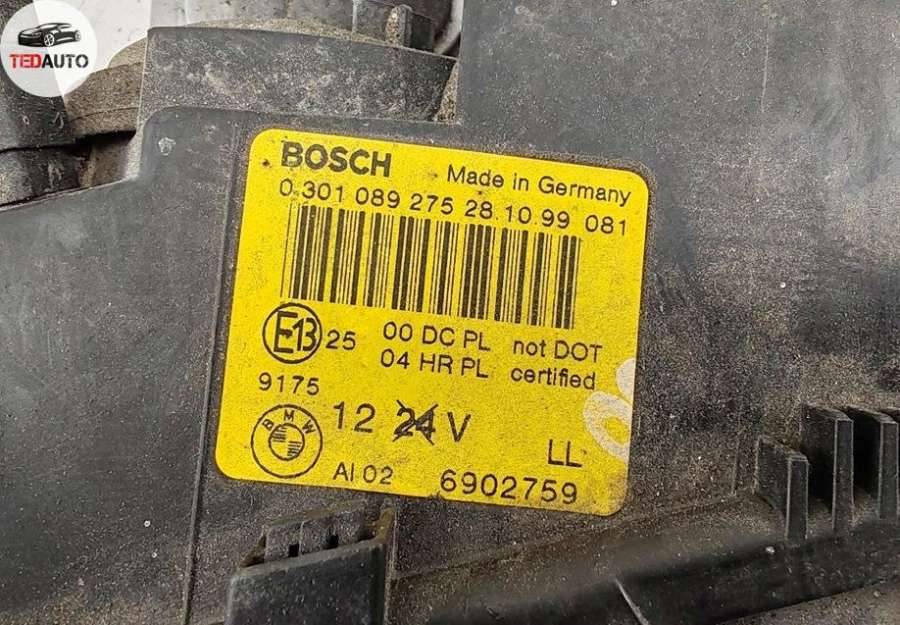 TEDAUTO
BOSCH Made in Germany
0 301 089 275 28.10.99 081
E13 25 00 DC PL not DOT
04 HR PL certified
9175
BMW 12 24 V LL
AI 02 6902759